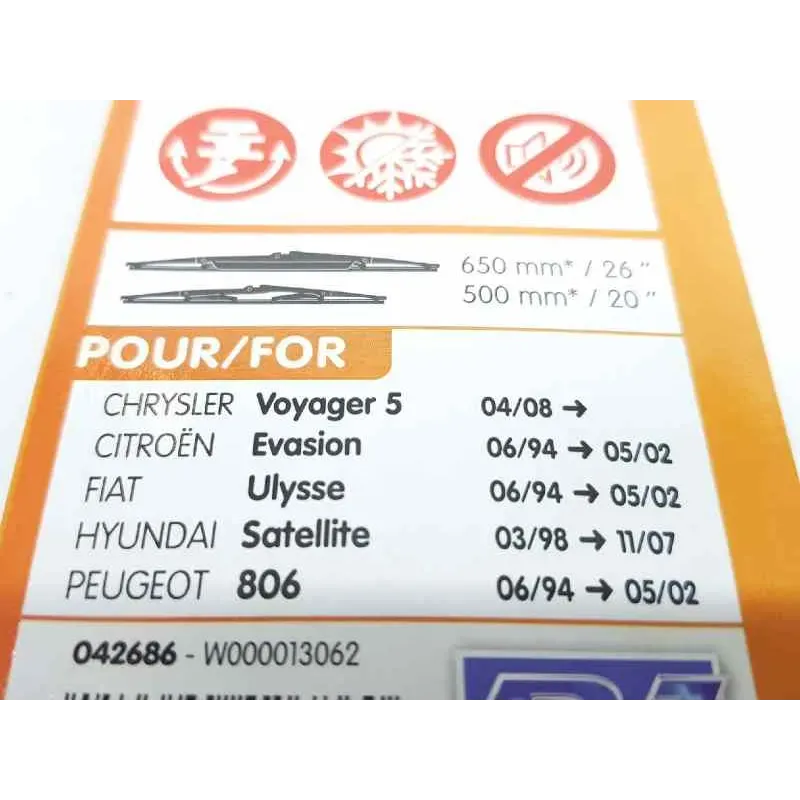 650 mm* / 26 "
500 mm* / 20 "
POUR/FOR
CHRYSLER Voyager 5 04/08 →
CITROËN Evasion 06/94 → 05/02
FIAT Ulysse 06/94 → 05/02
HYUNDAI Satellite 03/98 → 11/07
PEUGEOT 806 06/94 → 05/02
042686 - W000013062